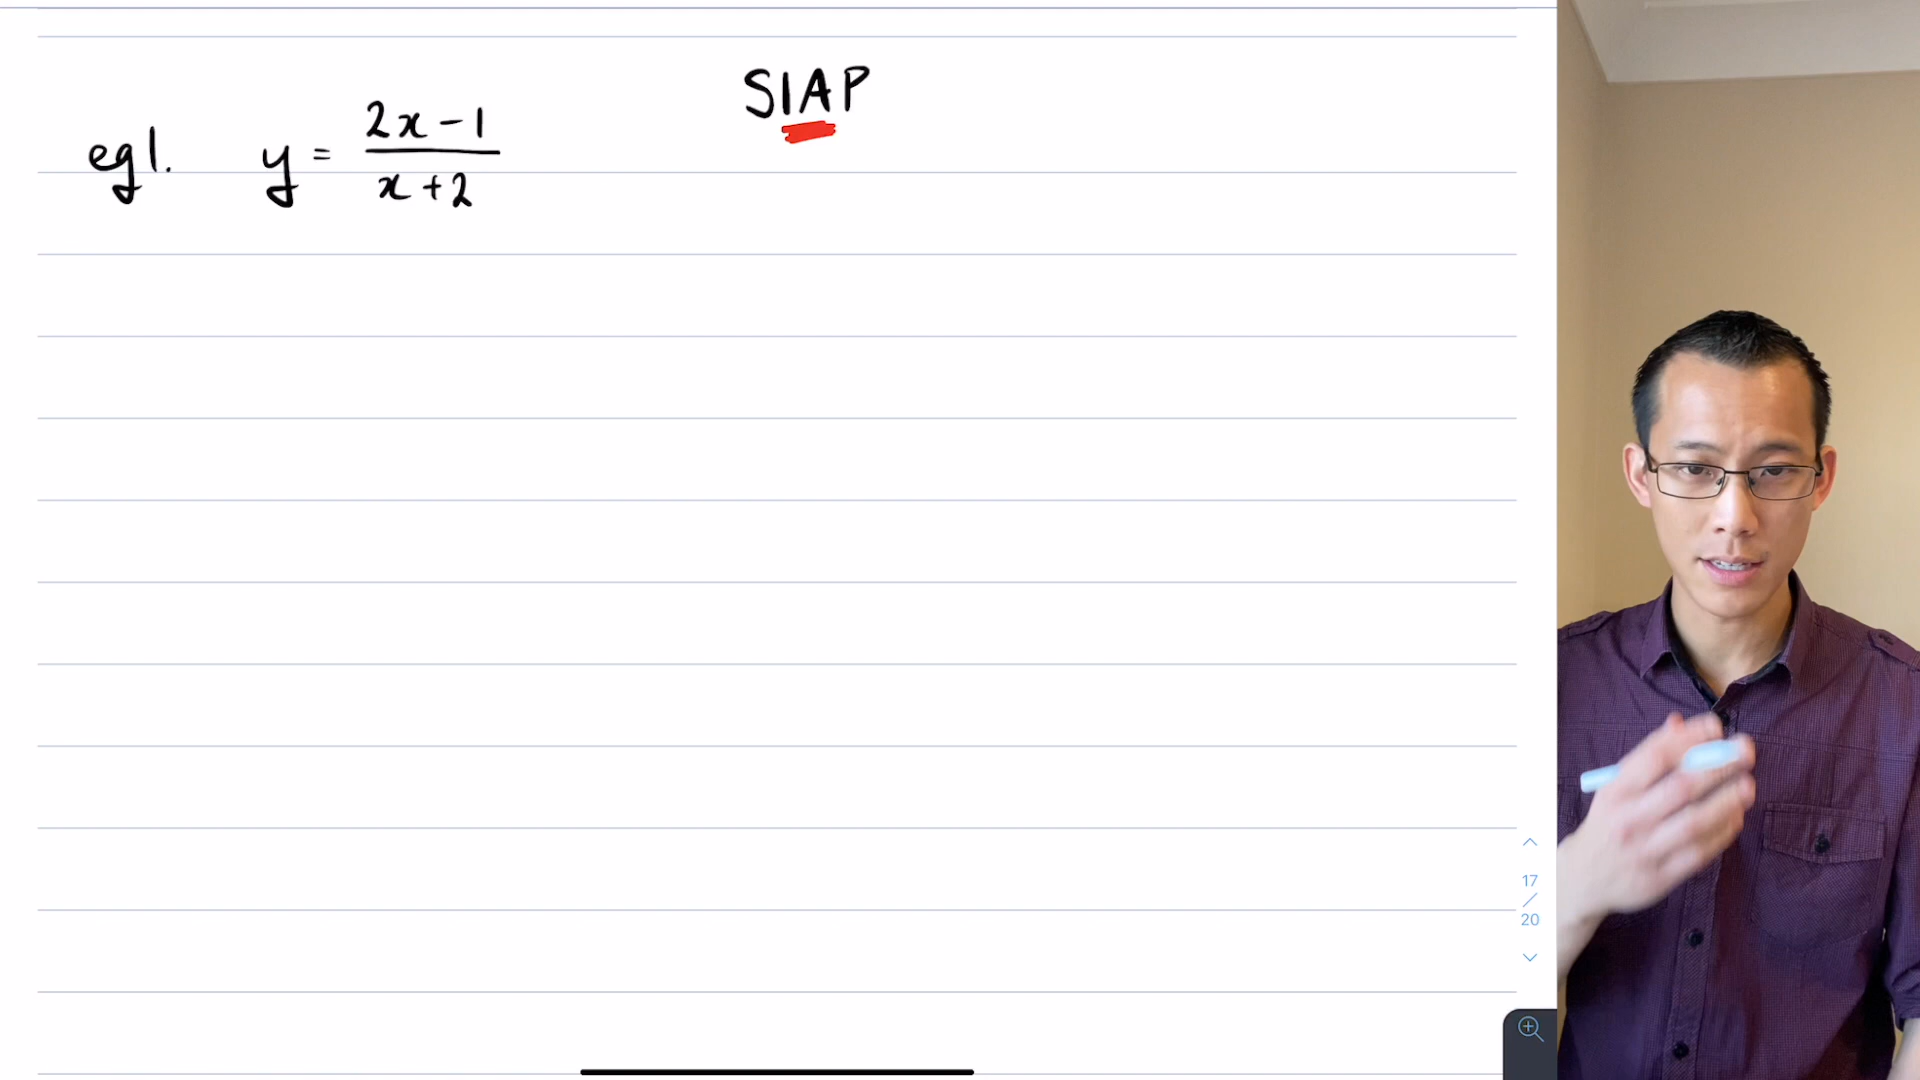 SIAP
eg1. y = 2x - 1
x + 2
17
/
20